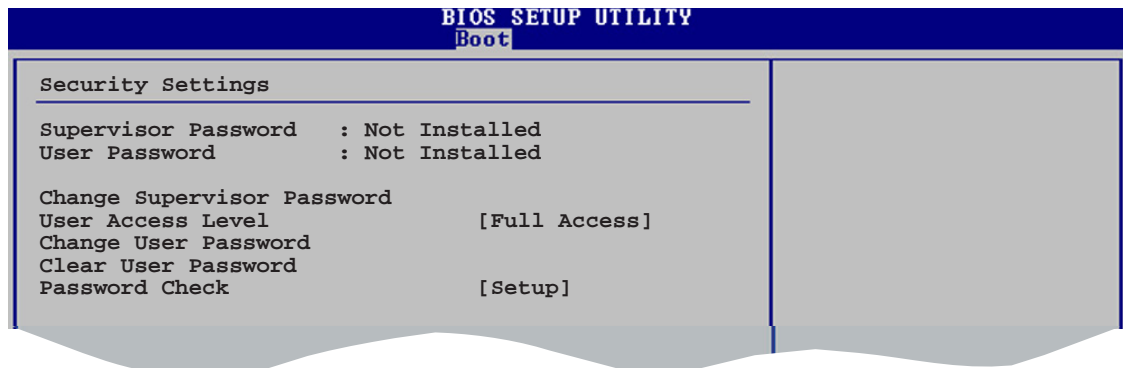 BIOS SETUP UTILITY
Boot
Security Settings
Supervisor Password : Not Installed
User Password : Not Installed
Change Supervisor Password
User Access Level [Full Access]
Change User Password
Clear User Password
Password Check [Setup]